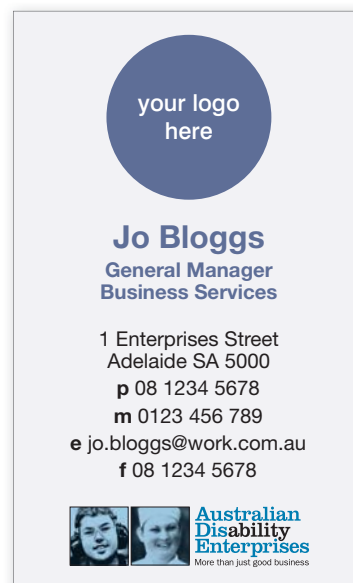 your logo
here
Jo Bloggs
General Manager
Business Services
1 Enterprises Street
Adelaide SA 5000
p 08 1234 5678
m 0123 456 789
e jo.bloggs@work.com.au
f 08 1234 5678
Australian
Disability
Enterprises
More than just good business